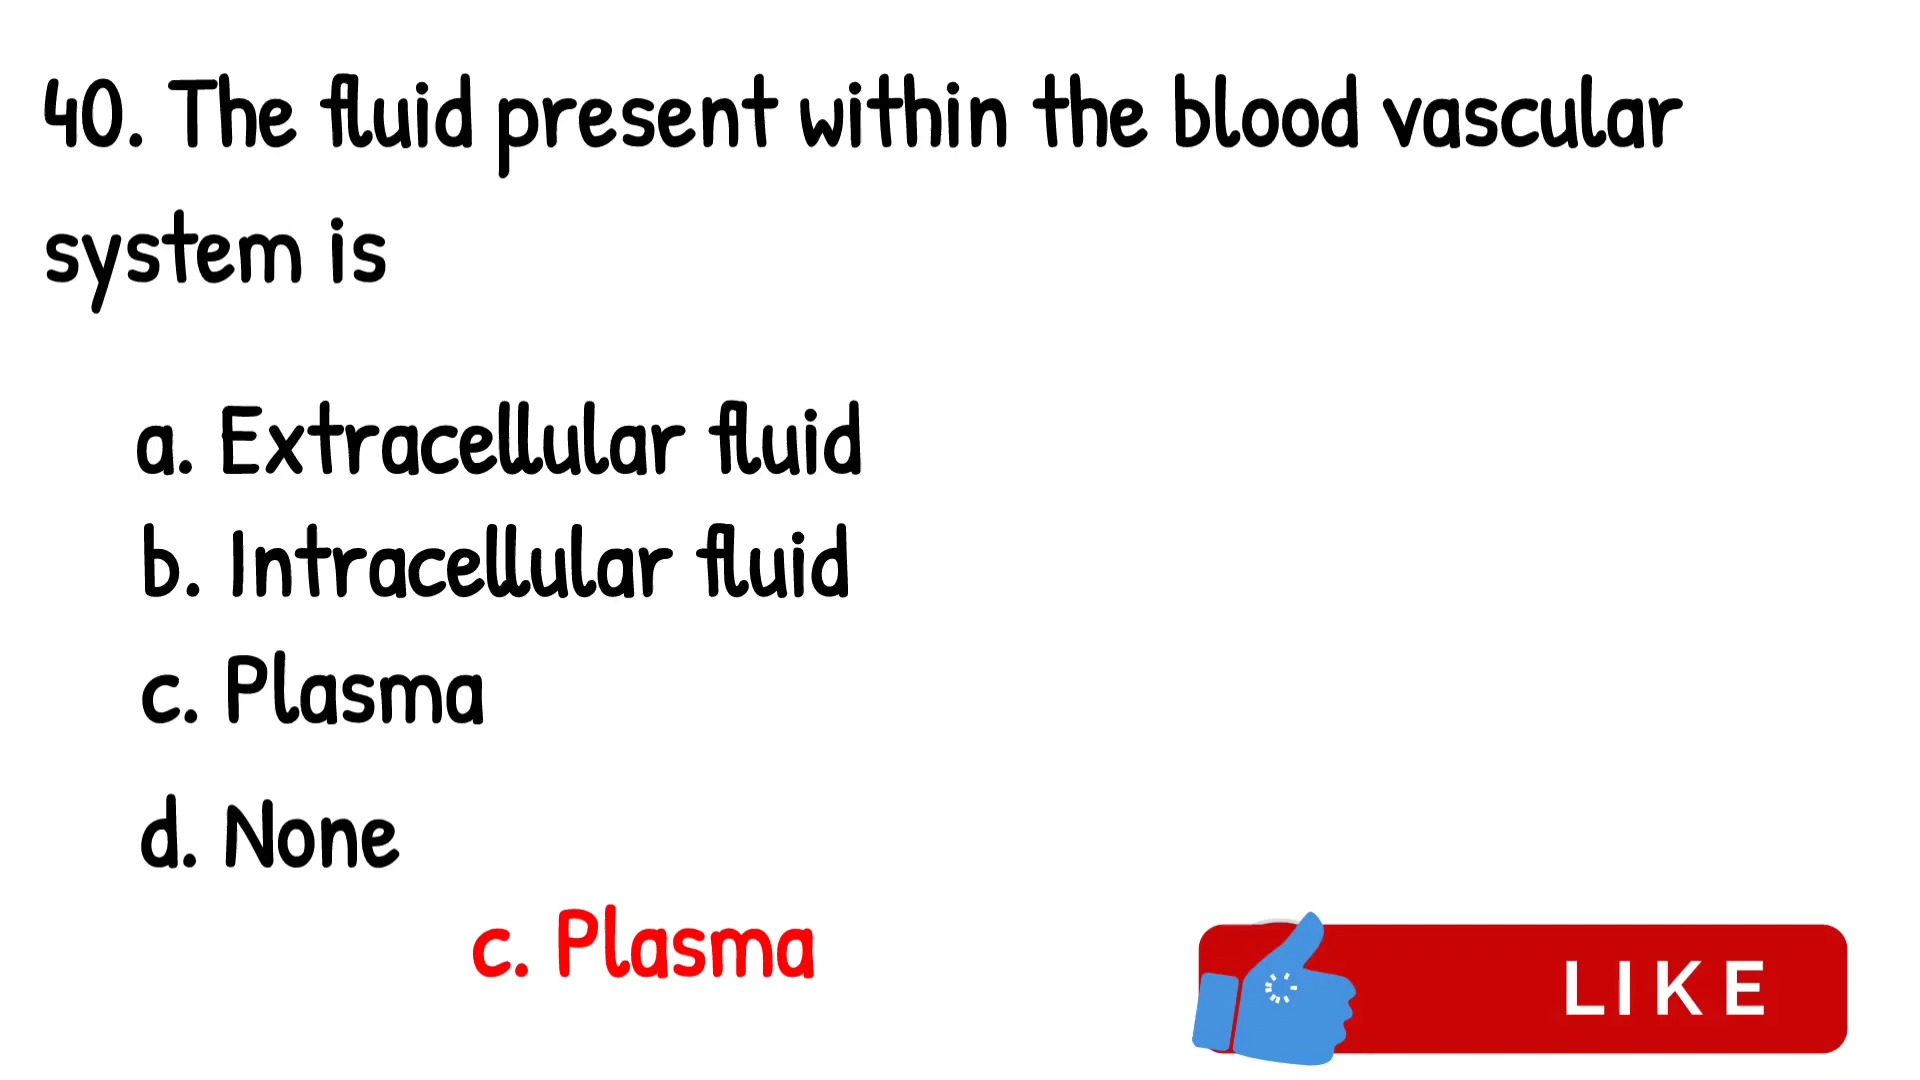 40. The fluid present within the blood vascular
system is
a. Extracellular fluid
b. Intracellular fluid
c. Plasma
d. None
c. Plasma
LIKE